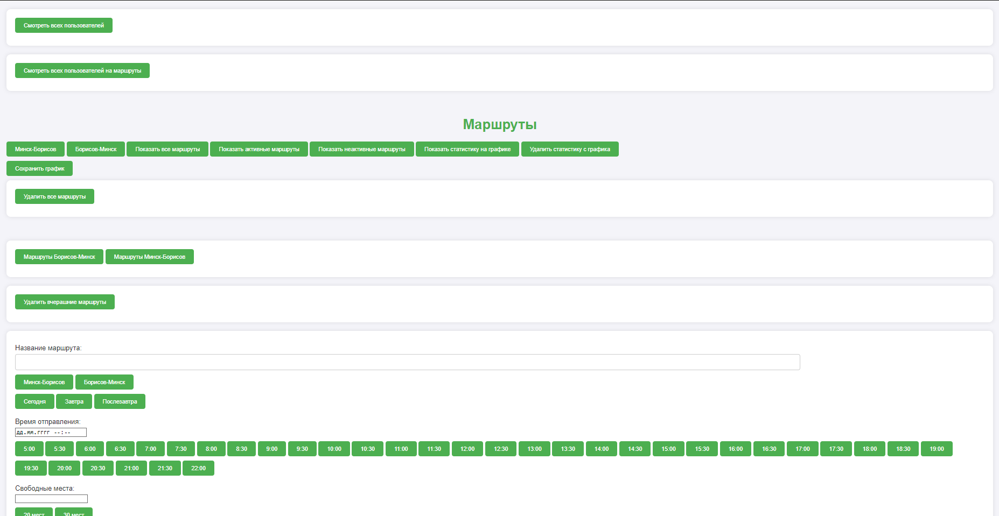 Смотреть всех пользователей
Смотреть всех пользователей на маршруты
Маршруты
Минск-Борисов Борисов-Минск Показать все маршруты Показать активные маршруты Показать неактивные маршруты Показать статистику на графике Удалить статистику с графика
Сохранить график
Удалить все маршруты
Маршруты Борисов-Минск Маршруты Минск-Борисов
Удалить вчерашние маршруты
Название маршрута:
Минск-Борисов Борисов-Минск
Сегодня Завтра Послезавтра
Время отправления:
дд.мм.гггг --:--
5:00 5:30 6:00 6:30 7:00 7:30 8:00 8:30 9:00 9:30 10:00 10:30 11:00 11:30 12:00 12:30 13:00 13:30 14:00 14:30 15:00 15:30 16:00 16:30 17:00 17:30 18:00 18:30 19:00
19:30 20:00 20:30 21:00 21:30 22:00
Свободные места:
20 мест 30 мест